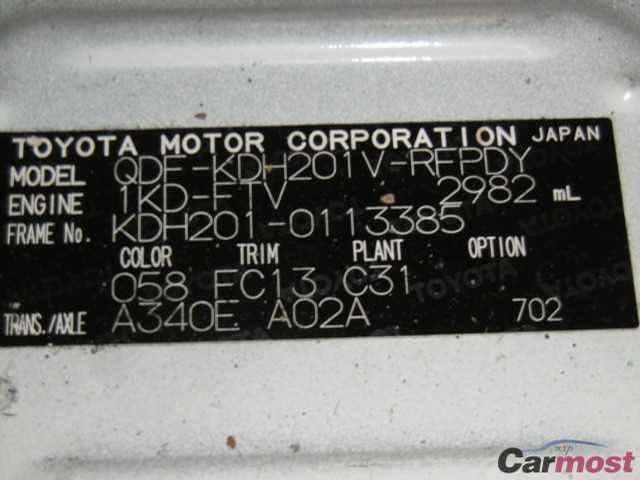 TOYOTA MOTOR CORPORATION JAPAN
MODEL QDF-KDH201V-RFPDY
ENGINE 1KD-FTV 2982 mL
FRAME No. KDH201-0113385
COLOR TRIM PLANT OPTION
058 FC13 C31
TRANS./AXLE A340E A02A 702
Carmost